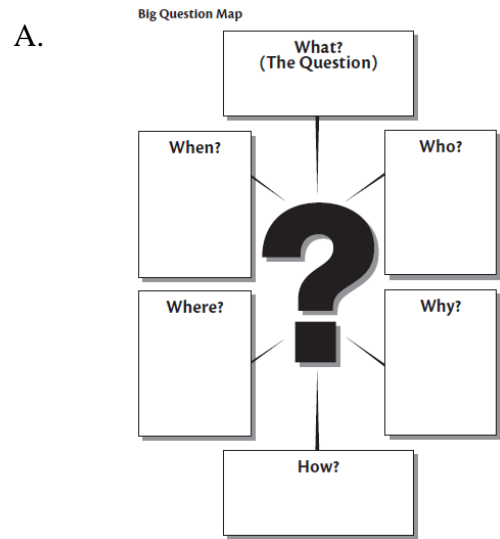 Big Question Map
A.
What?
(The Question)
When?
Who?
?
Where?
Why?
How?